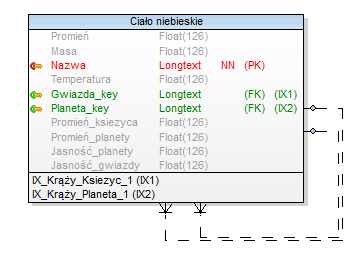 Ciało niebieskie
Promień Float(126)
Masa Float(126)
Nazwa Longtext NN (PK)
Temperatura Float(126)
Gwiazda_key Longtext (FK) (IX1)
Planeta_key Longtext (FK) (IX2)
Promień_ksiezyca Float(126)
Promień_planety Float(126)
Jasność_planety Float(126)
Jasność_gwiazdy Float(126)
IX_Krąży_Ksiezyc_1 (IX1)
IX_Krąży_Planeta_1 (IX2)